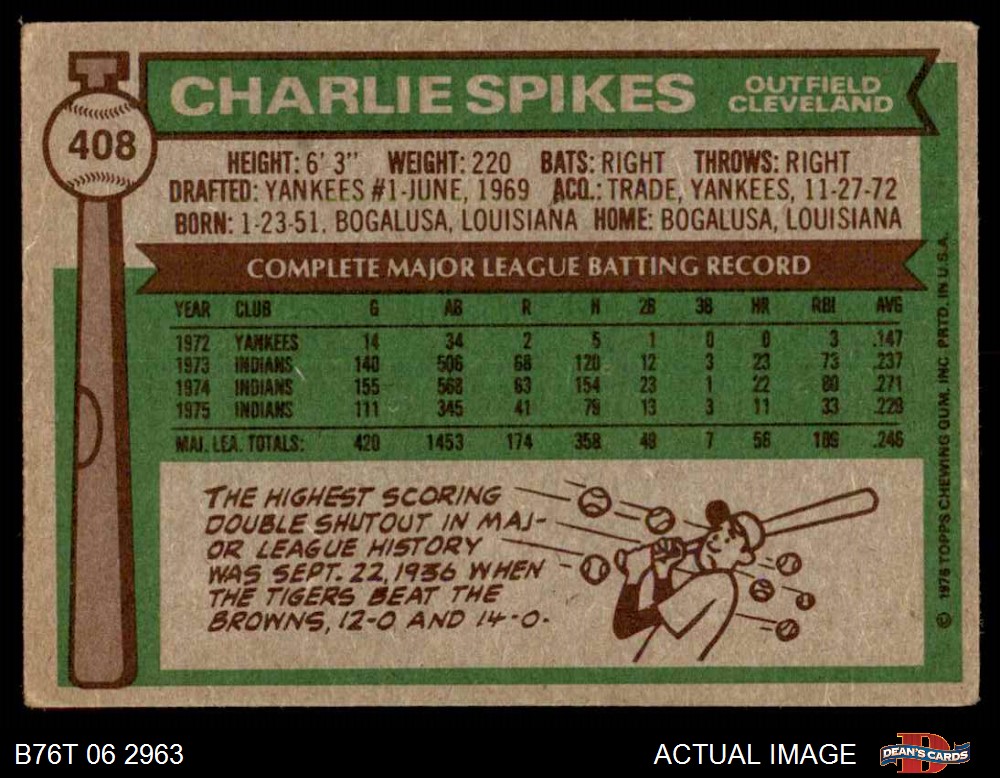 408
CHARLIE SPIKES
OUTFIELD
CLEVELAND
HEIGHT: 6' 3" WEIGHT: 220 BATS: RIGHT THROWS: RIGHT
DRAFTED: YANKEES #1-JUNE, 1969 ACQ.: TRADE, YANKEES, 11-27-72
BORN: 1-23-51, BOGALUSA, LOUISIANA HOME: BOGALUSA, LOUISIANA
COMPLETE MAJOR LEAGUE BATTING RECORD
YEAR CLUB G AB R H 2B 3B HR RBI AVG
1972 YANKEES 14 34 2 5 1 0 0 3 .147
1973 INDIANS 140 506 68 120 12 3 23 73 .237
1974 INDIANS 155 568 63 154 23 1 22 80 .271
1975 INDIANS 111 345 41 79 13 3 11 33 .229
MAJ. LEA. TOTALS: 420 1453 174 358 49 7 56 189 .246
THE HIGHEST SCORING
DOUBLE SHUTOUT IN MAJ-
OR LEAGUE HISTORY
WAS SEPT. 22, 1936 WHEN
THE TIGERS BEAT THE
BROWNS, 12-0 AND 14-0.
© 1976 TOPPS CHEWING GUM, INC PRTD. IN U.S.A.
B76T 06 2963
ACTUAL IMAGE
DEAN'S CARDS